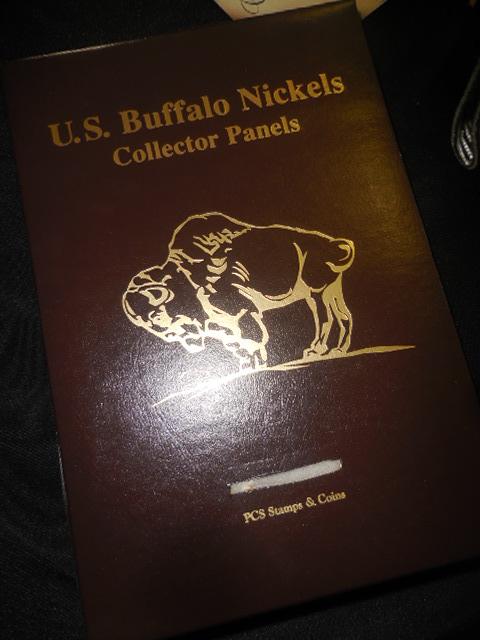 U.S. Buffalo Nickels
Collector Panels
PCS Stamps & Coins